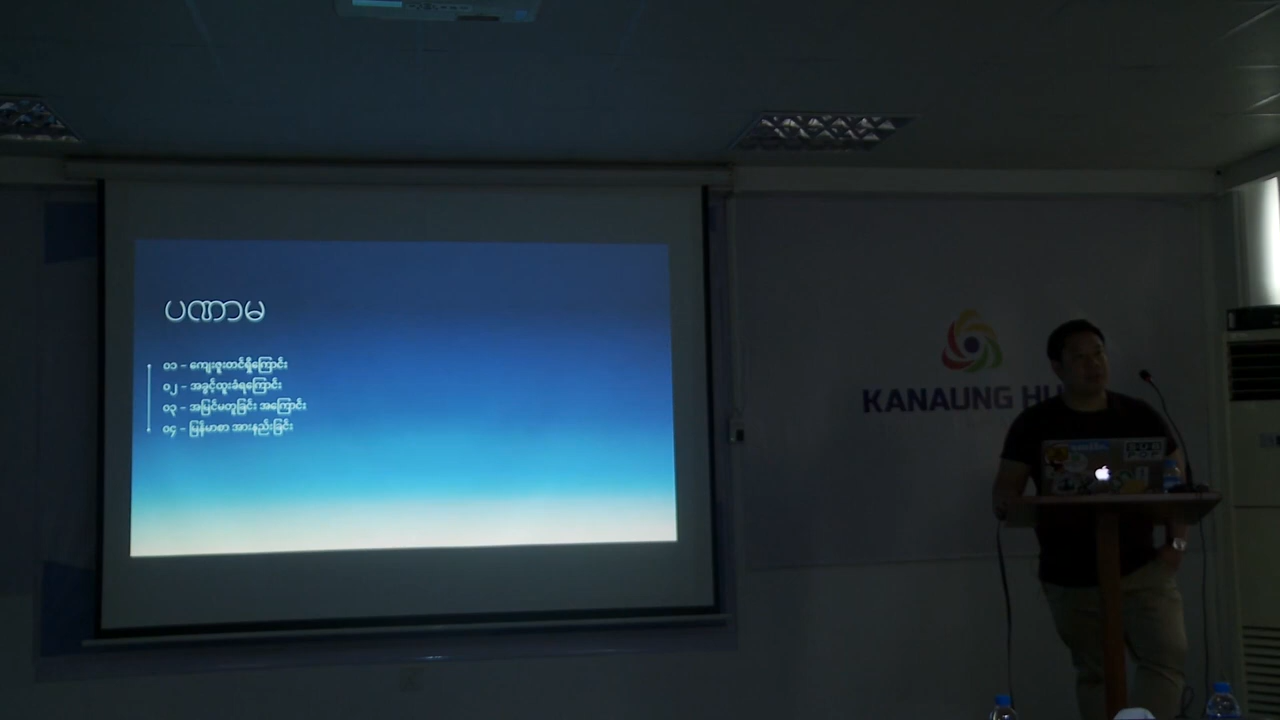 ပဏာမ
၀၁ – ကျေးဇူးတင်ရှိကြောင်း
၀၂ – အခွင့်ထူးခံရကြောင်း
၀၃ – အမြင်မတူခြင်း အကြောင်း
၀၄ – မြန်မာစာ အားနည်းခြင်း
KANAUNG